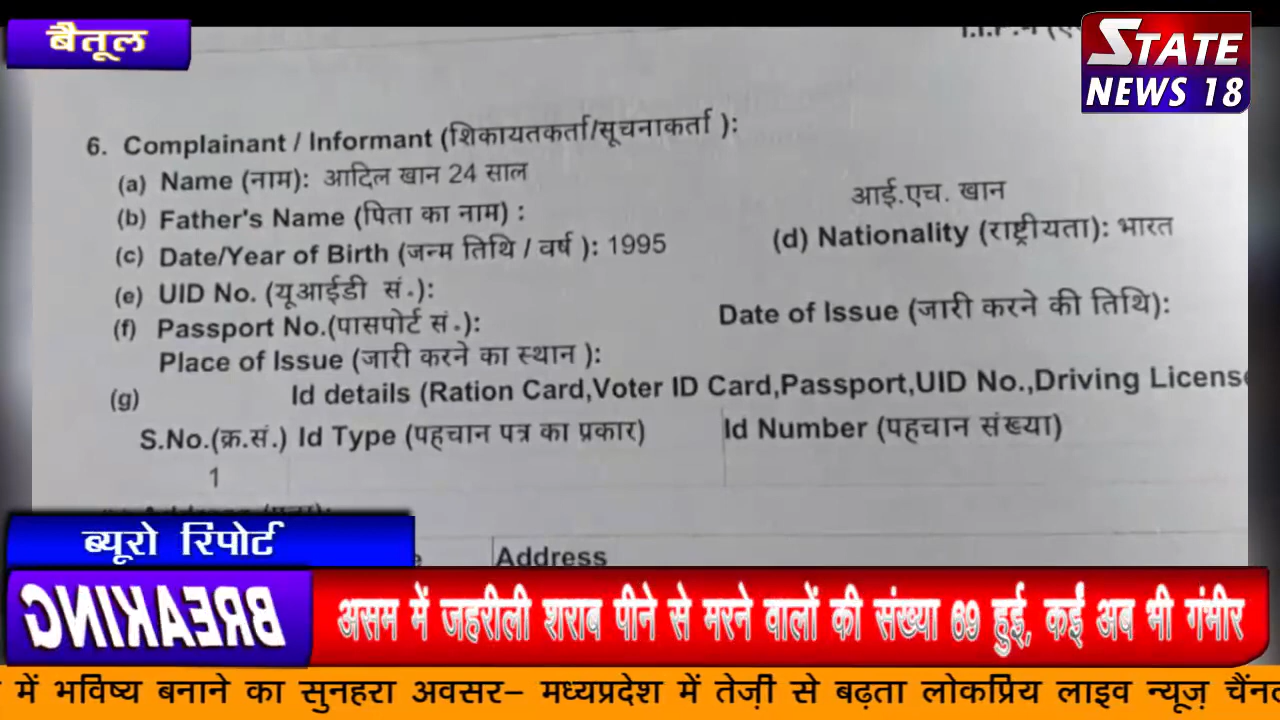 बैतूल
STATE
NEWS 18
6. Complainant / Informant (शिकायतकर्ता/सूचनाकर्ता ):
(a) Name (नाम): आदिल खान 24 साल
(b) Father's Name (पिता का नाम) : आई.एच. खान
(c) Date/Year of Birth (जन्म तिथि / वर्ष ): 1995 (d) Nationality (राष्ट्रीयता): भारत
(e) UID No. (यूआईडी सं.):
(f) Passport No.(पासपोर्ट सं.): Date of Issue (जारी करने की तिथि):
Place of Issue (जारी करने का स्थान ):
(g) Id details (Ration Card,Voter ID Card,Passport,UID No.,Driving License
S.No.(क्र.सं.) Id Type (पहचान पत्र का प्रकार) Id Number (पहचान संख्या)
1
Address
ब्यूरो रिपोर्ट
BREAKING
असम में जहरीली शराब पीने से मरने वालों की संख्या 69 हुई, कईं अब भी गंभीर
में भविष्य बनाने का सुनहरा अवसर– मध्यप्रदेश में तेज़ी से बढ़ता लोकप्रिय लाइव न्यूज़ चैंनल